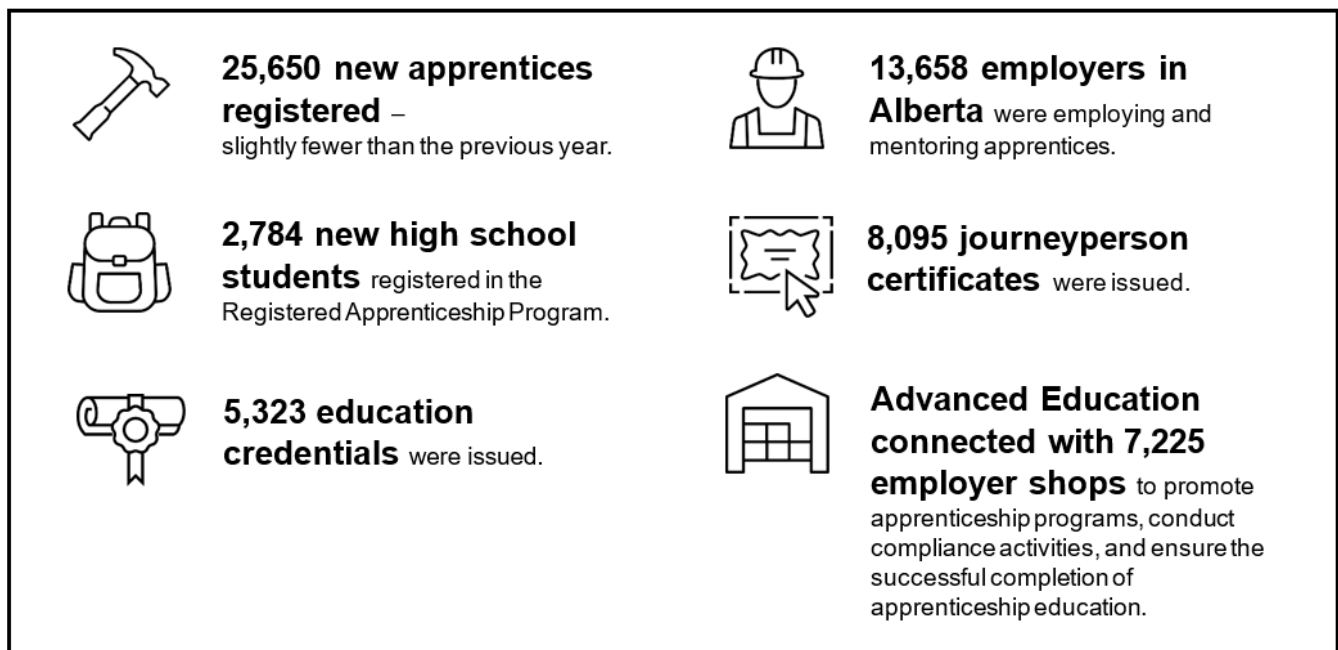 25,650 new apprentices
registered –
slightly fewer than the previous year.
13,658 employers in
Alberta were employing and
mentoring apprentices.
2,784 new high school
students registered in the
Registered Apprenticeship Program.
8,095 journeyperson
certificates were issued.
5,323 education
credentials were issued.
Advanced Education
connected with 7,225
employer shops to promote
apprenticeship programs, conduct
compliance activities, and ensure the
successful completion of
apprenticeship education.